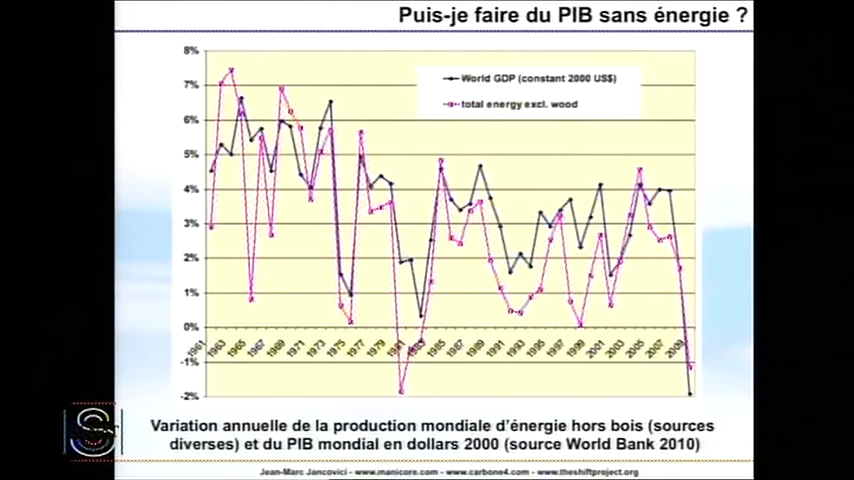 Puis-je faire du PIB sans énergie ?
8%
World GDP (constant 2000 US$)
7%
total energy excl. wood
6%
5%
4%
3%
2%
1%
0%
-1%
-2%
1961 1963 1965 1967 1969 1971 1973 1975 1977 1979 1981 1983 1985 1987 1989 1991 1993 1995 1997 1999 2001 2003 2005 2007 2009
Variation annuelle de la production mondiale d'énergie hors bois (sources
diverses) et du PIB mondial en dollars 2000 (source World Bank 2010)
Jean-Marc Jancovici - www.manicore.com - www.carbone4.com - www.theshiftproject.org